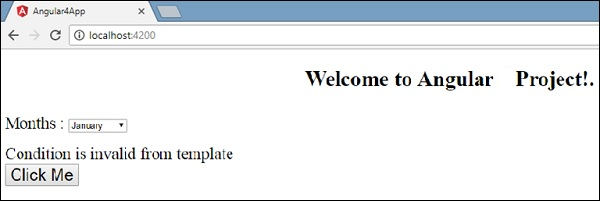 Angular4App
localhost:4200
Welcome to Angular Project!.
Months : January
Condition is invalid from template
Click Me